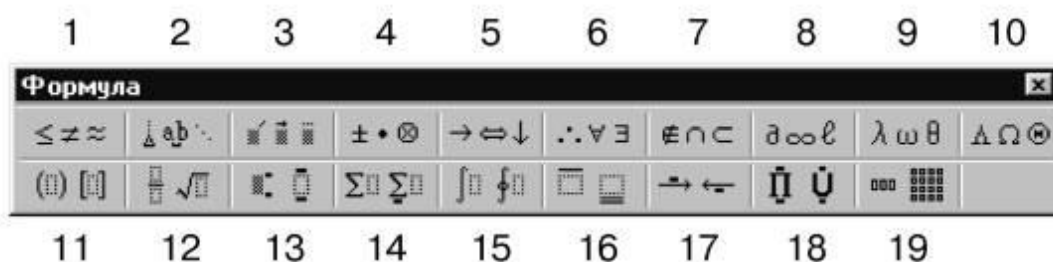 1 2 3 4 5 6 7 8 9 10
Формула
≤ ≠ ≈ a͎b ⋱ ± • ⊗ → ⇔ ↓ ∴ ∀ ∃ ∉ ∩ ⊂ ∂ ∞ ℓ λ ω θ Λ Ω Θ
(⬚) [⬚] √⬚ Σ⬚ Σ⬚ ∫⬚ ∮⬚ → ← Π Ů
11 12 13 14 15 16 17 18 19